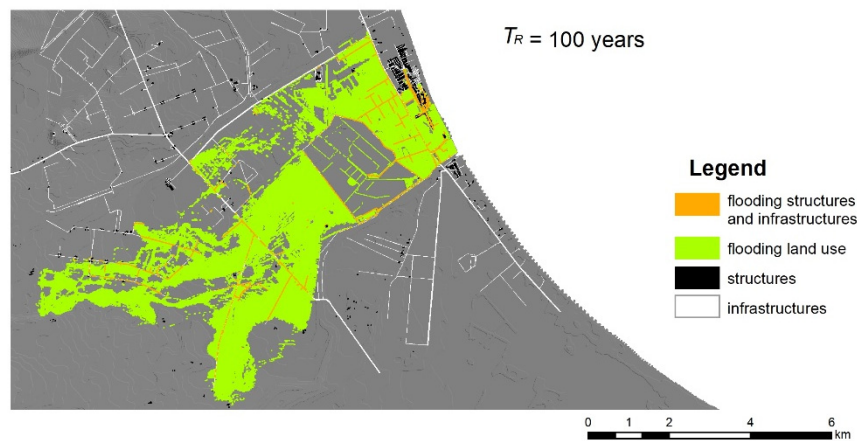 TR = 100 years
Legend
flooding structures
and infrastructures
flooding land use
structures
infrastructures
0 1 2 4 6
km